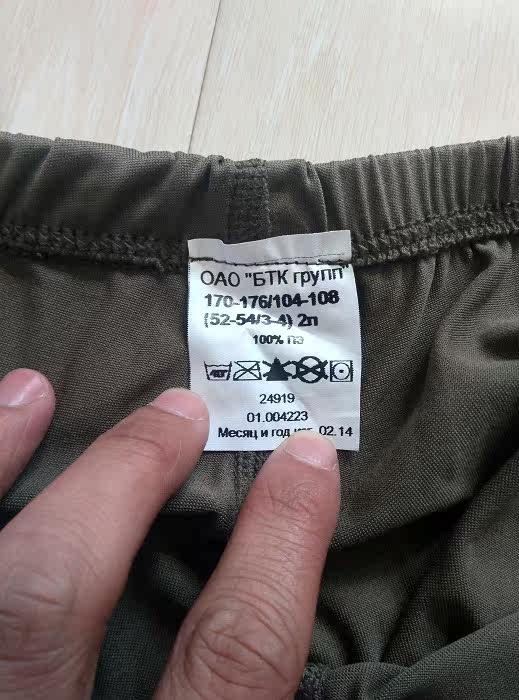 ОАО "БТК групп"
170-176/104-108
(52-54/3-4) 2п
100% ПЭ
40
24919
01.004223
Месяц и год 02.14